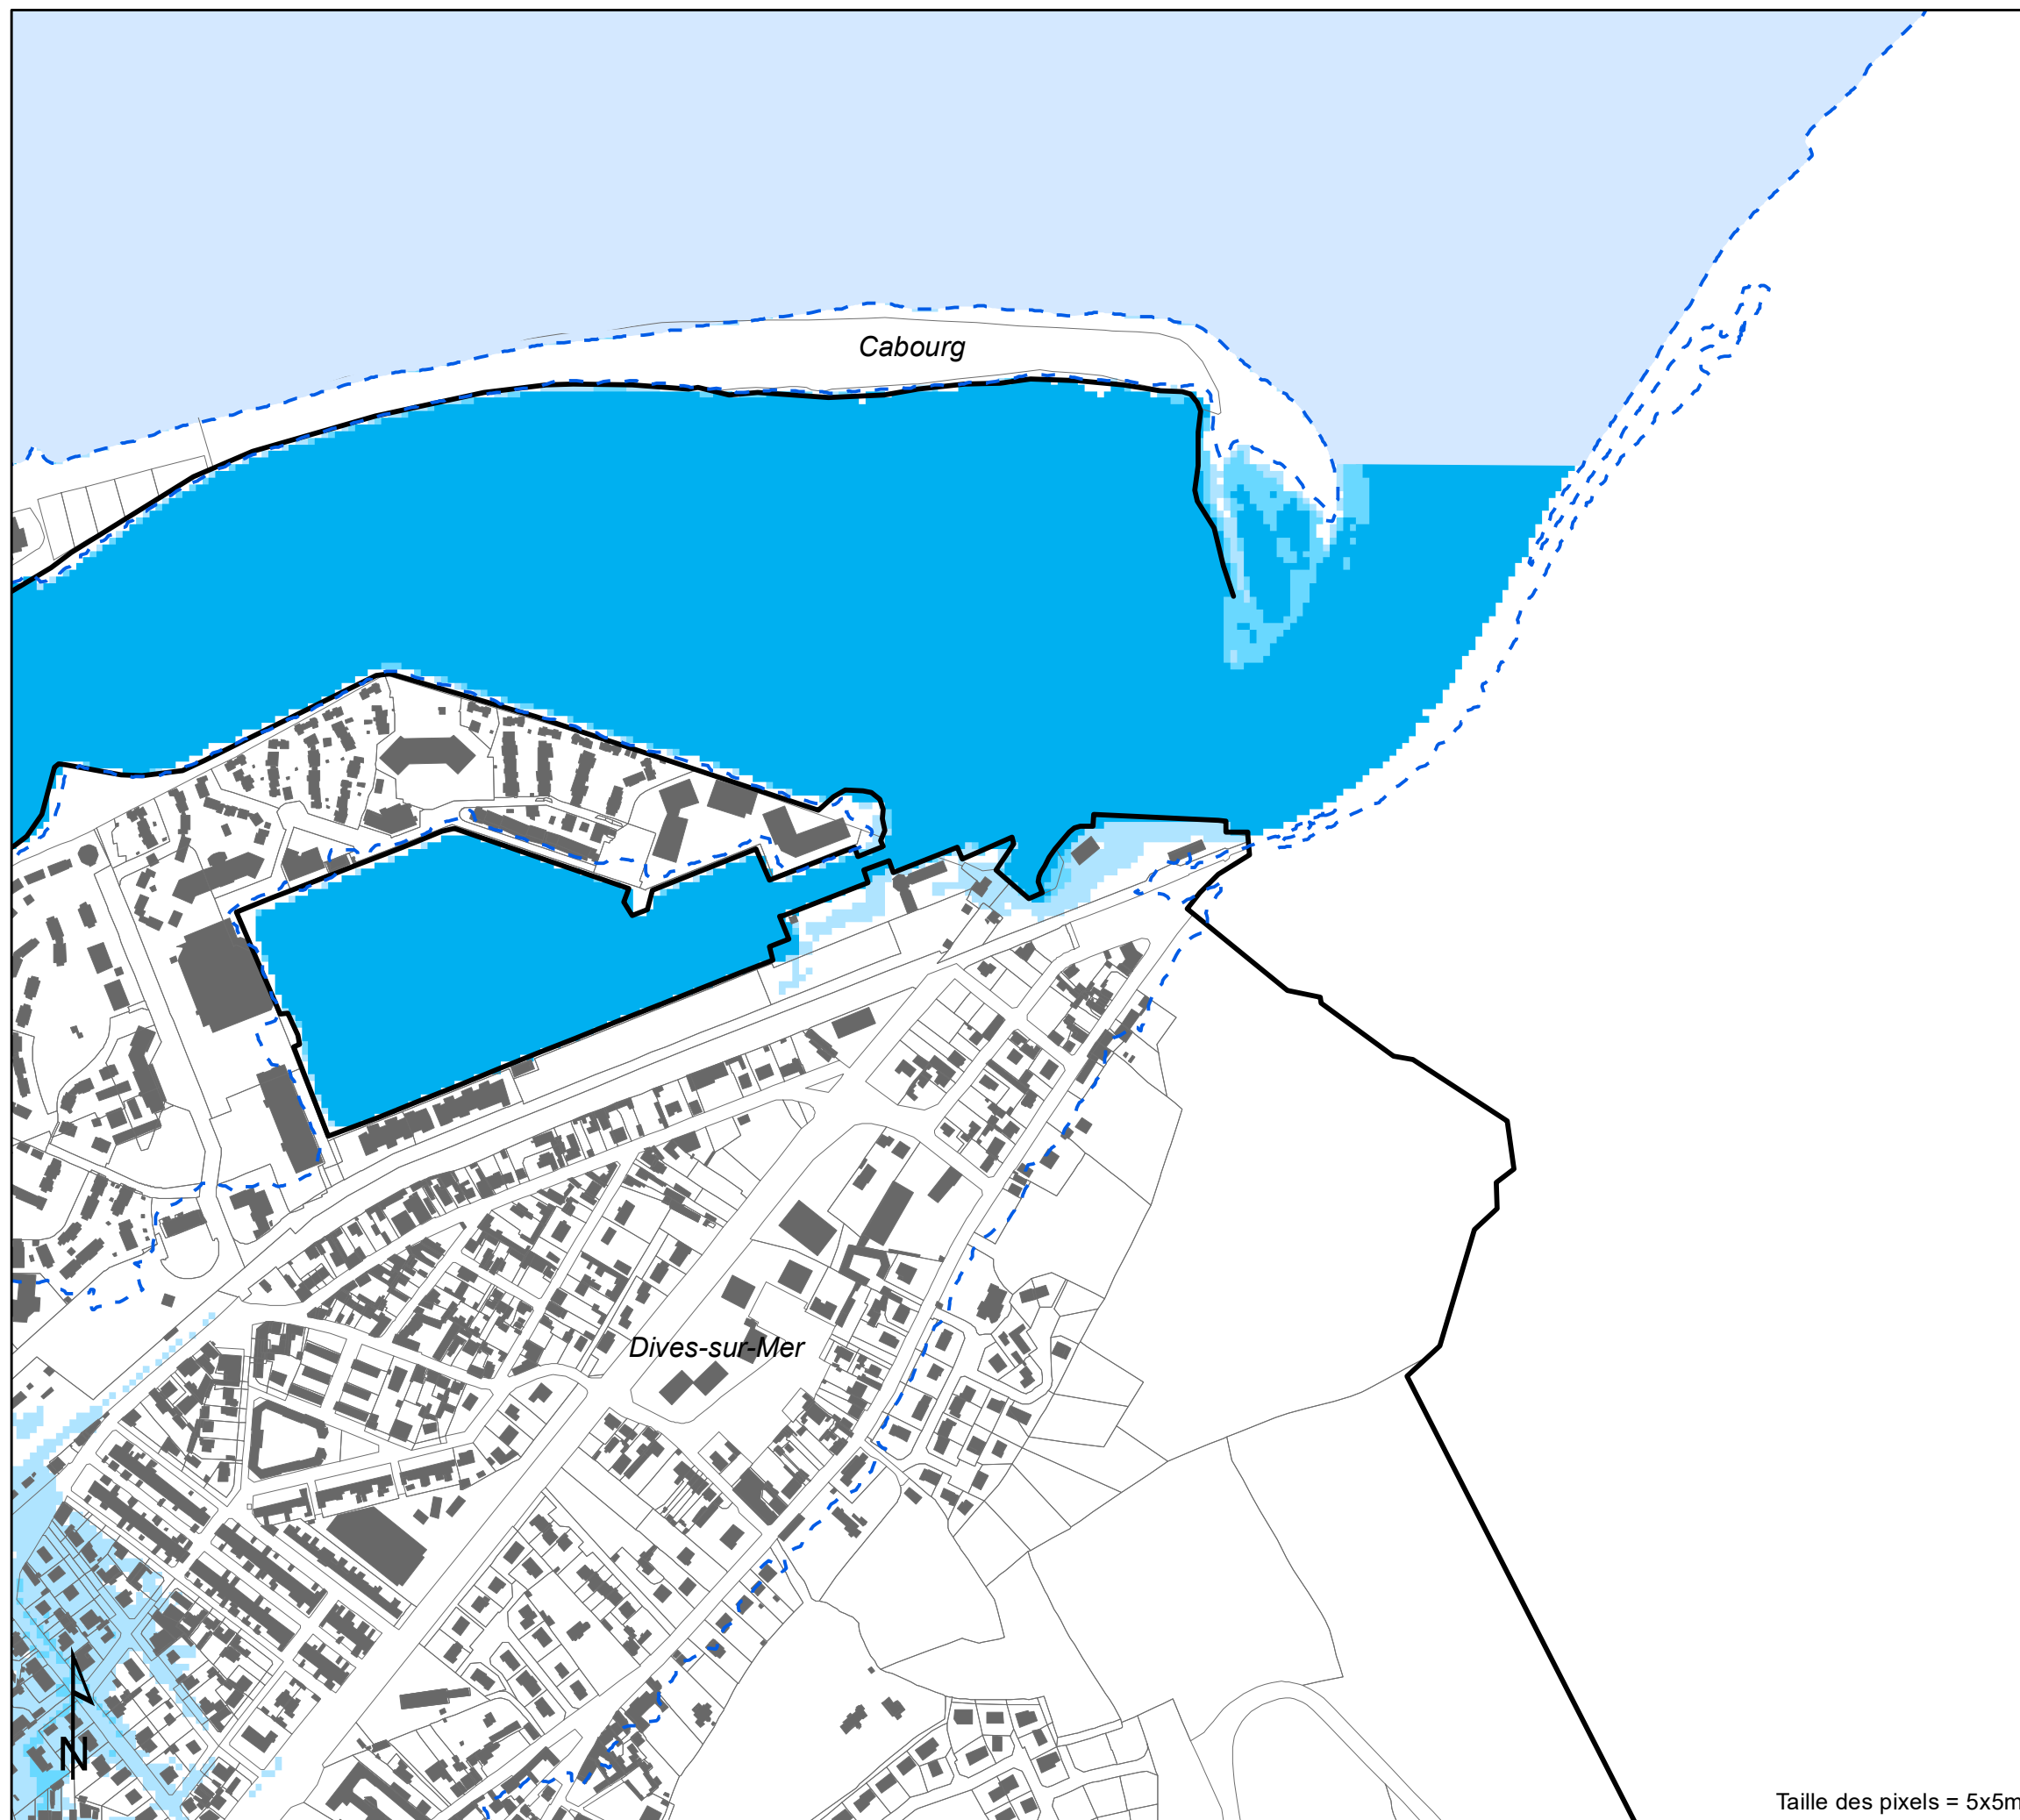 Cabourg
Dives-sur-Mer
N
Taille des pixels = 5x5m